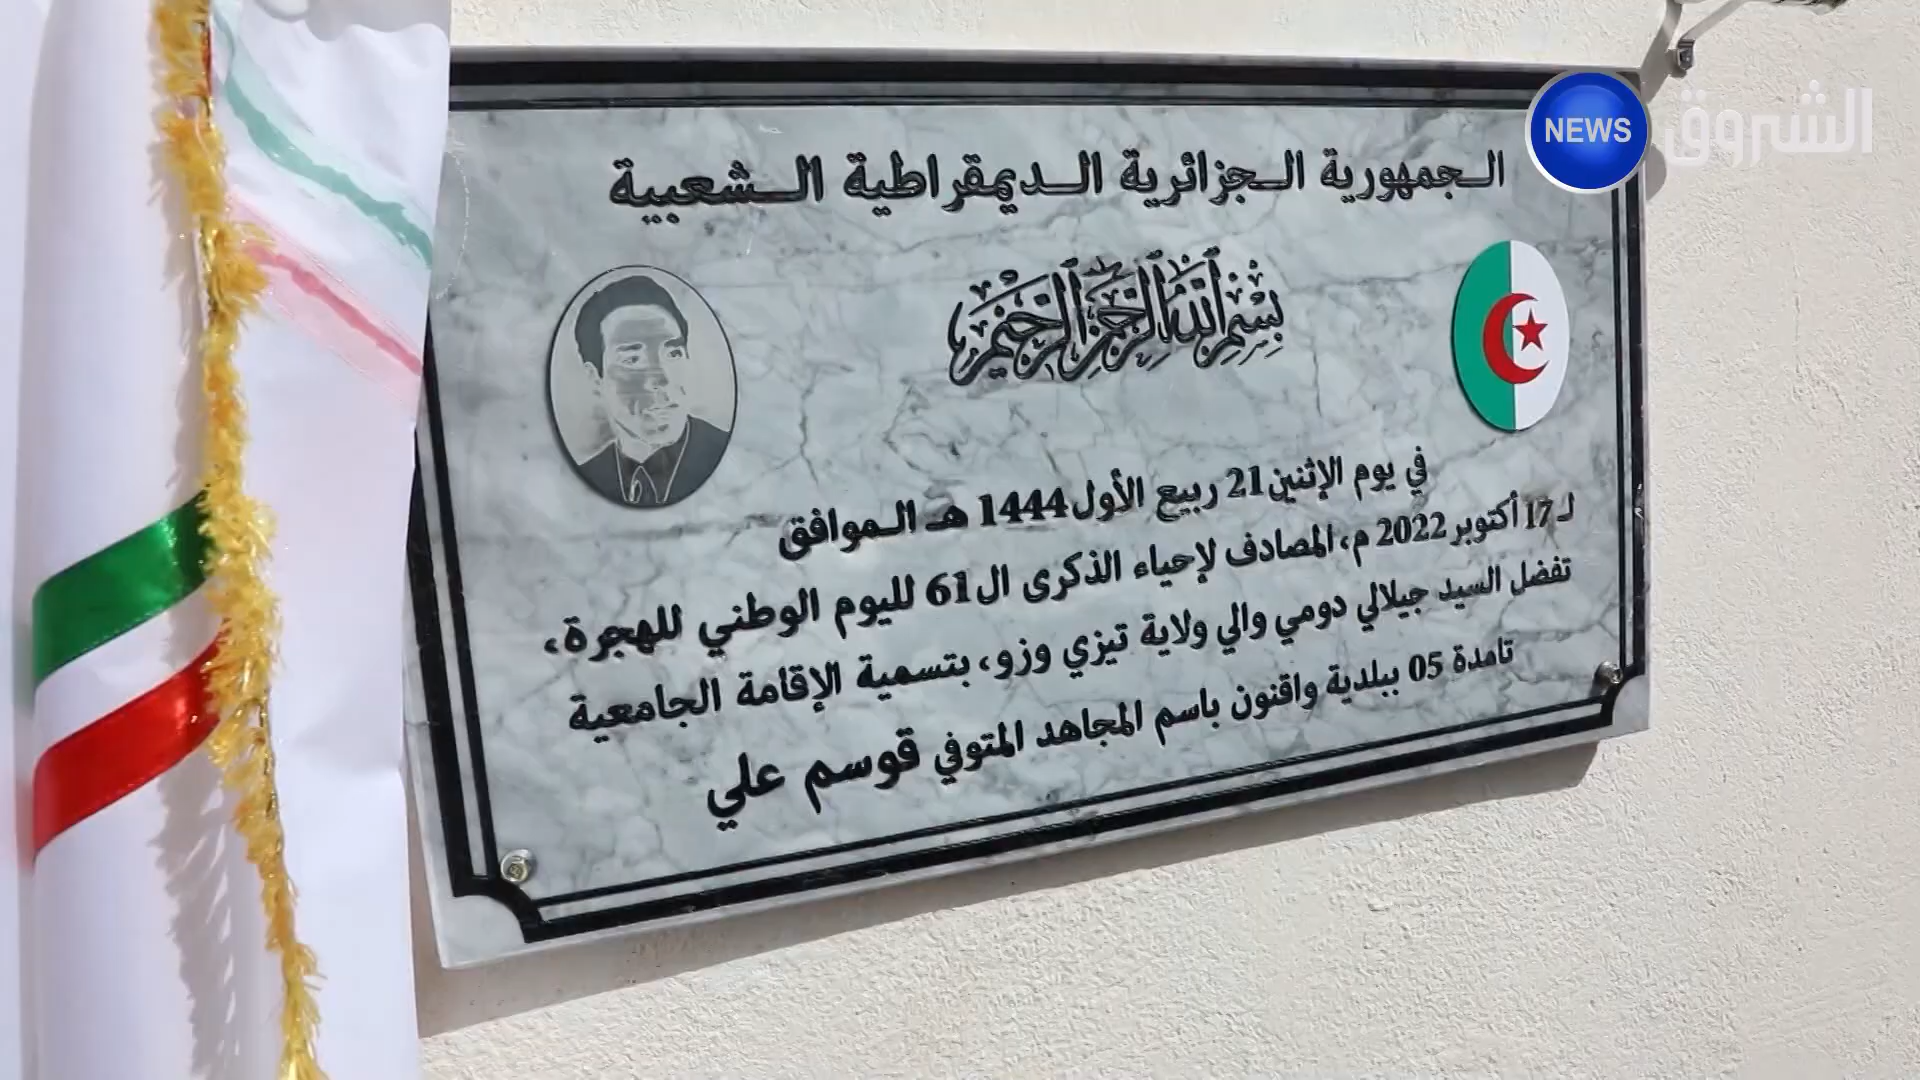 الشروق NEWS
الجمهورية الجزائرية الديمقراطية الشعبية
بسم الله الرحمن الرحيم
في يوم الإثنين 21 ربيع الأول 1444 هـ الموافق
لـ 17 أكتوبر 2022 م، المصادف لإحياء الذكرى ال 61 لليوم الوطني للهجرة،
تفضل السيد جيلالي دومي والي ولاية تيزي وزو، بتسمية الإقامة الجامعية
تامدة 05 ببلدية واقنون باسم المجاهد المتوفي قوسم علي